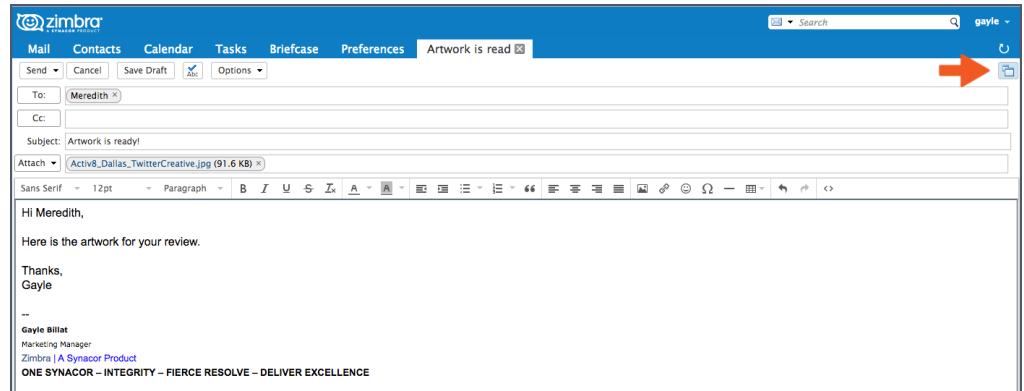 zimbra
A SYNACOR PRODUCT
Search
gayle
Mail Contacts Calendar Tasks Briefcase Preferences Artwork is read
Send Cancel Save Draft Abc Options
To: Meredith ×
Cc:
Subject: Artwork is ready!
Attach Activ8_Dallas_TwitterCreative.jpg (91.6 KB) ×
Sans Serif 12pt Paragraph B I U S Tx A A
Hi Meredith,
Here is the artwork for your review.
Thanks,
Gayle
--
Gayle Billat
Marketing Manager
Zimbra | A Synacor Product
ONE SYNACOR – INTEGRITY – FIERCE RESOLVE – DELIVER EXCELLENCE